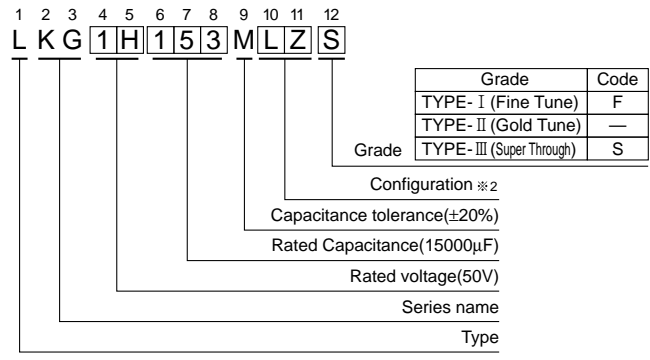 1 2 3 4 5 6 7 8 9 10 11 12
L K G 1 H 1 5 3 M L Z S
Grade Code
TYPE-Ⅰ (Fine Tune) F
TYPE-Ⅱ (Gold Tune) —
TYPE-Ⅲ (Super Through) S
Grade
Configuration ※2
Capacitance tolerance(±20%)
Rated Capacitance(15000µF)
Rated voltage(50V)
Series name
Type